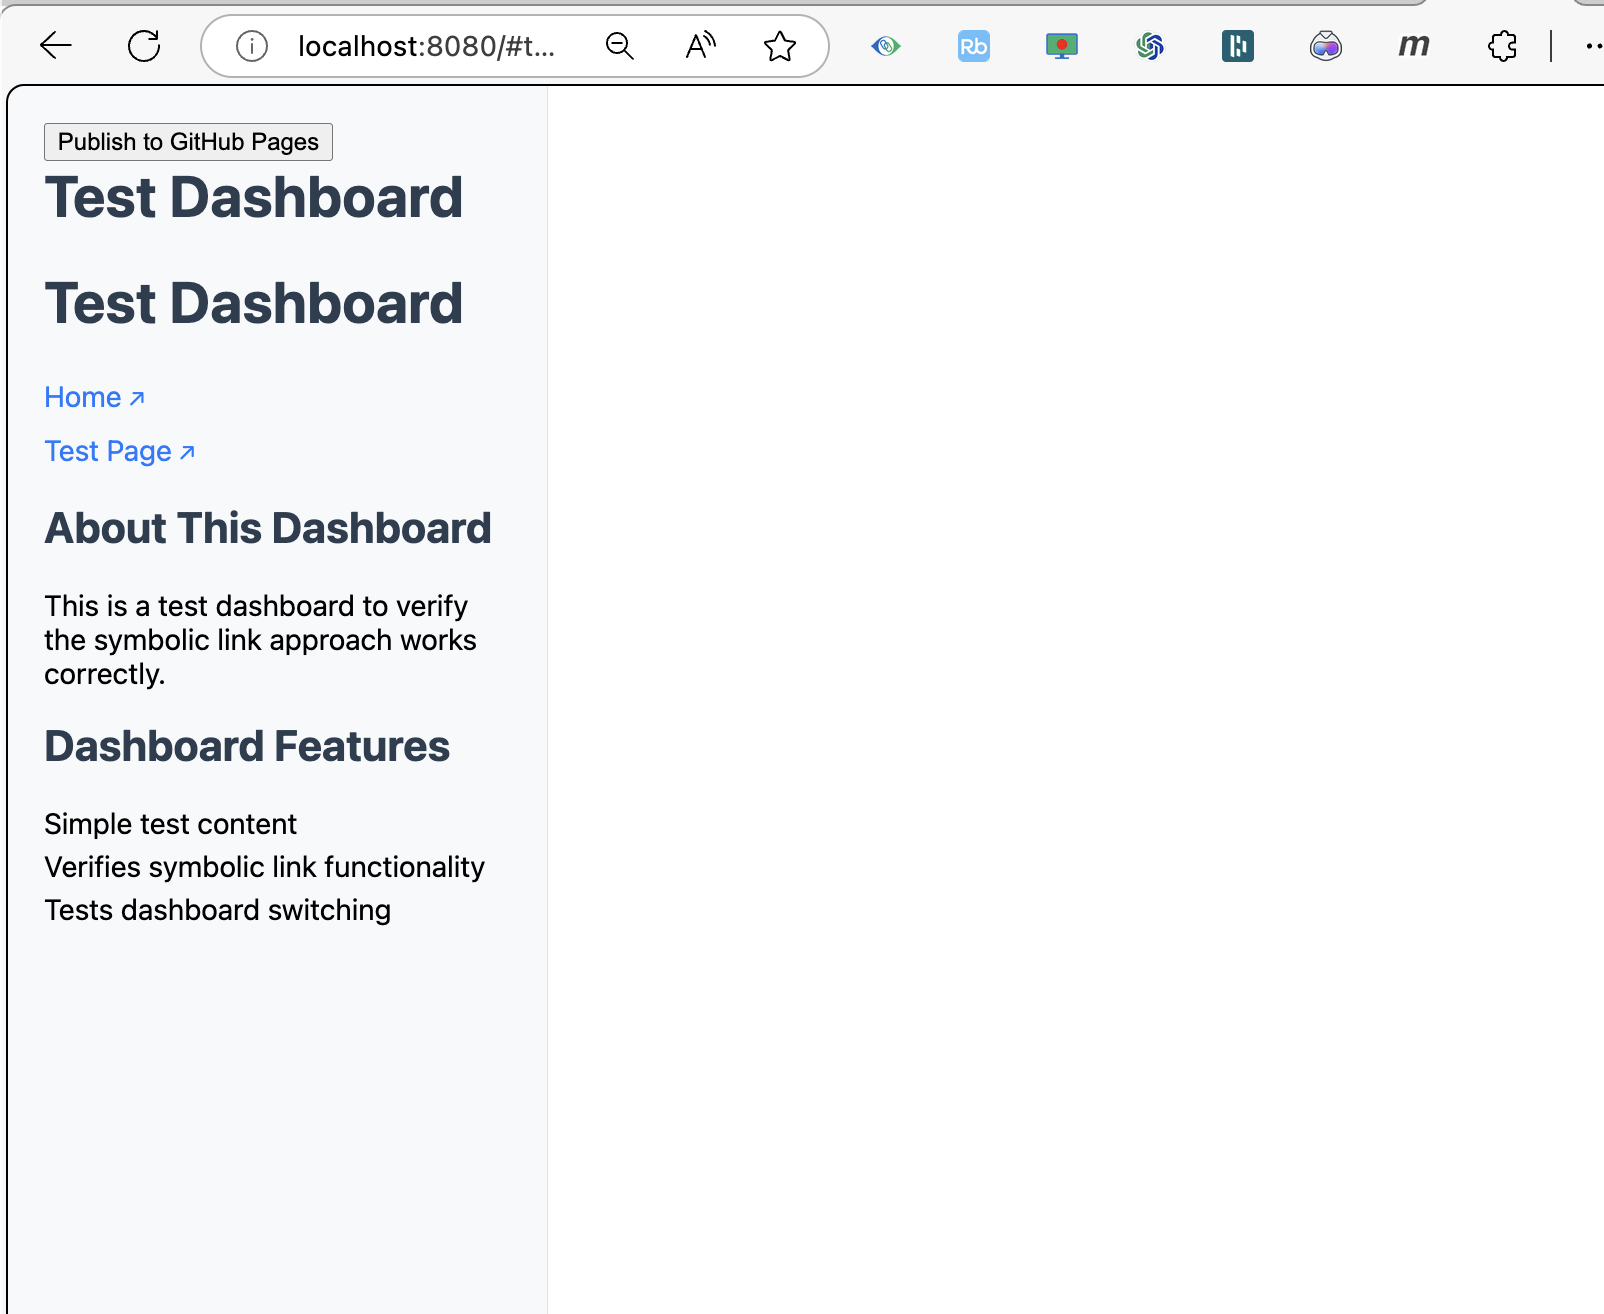 localhost:8080/#t...
Rb
m
Publish to GitHub Pages
Test Dashboard
Test Dashboard
Home ↗
Test Page ↗
About This Dashboard
This is a test dashboard to verify
the symbolic link approach works
correctly.
Dashboard Features
Simple test content
Verifies symbolic link functionality
Tests dashboard switching